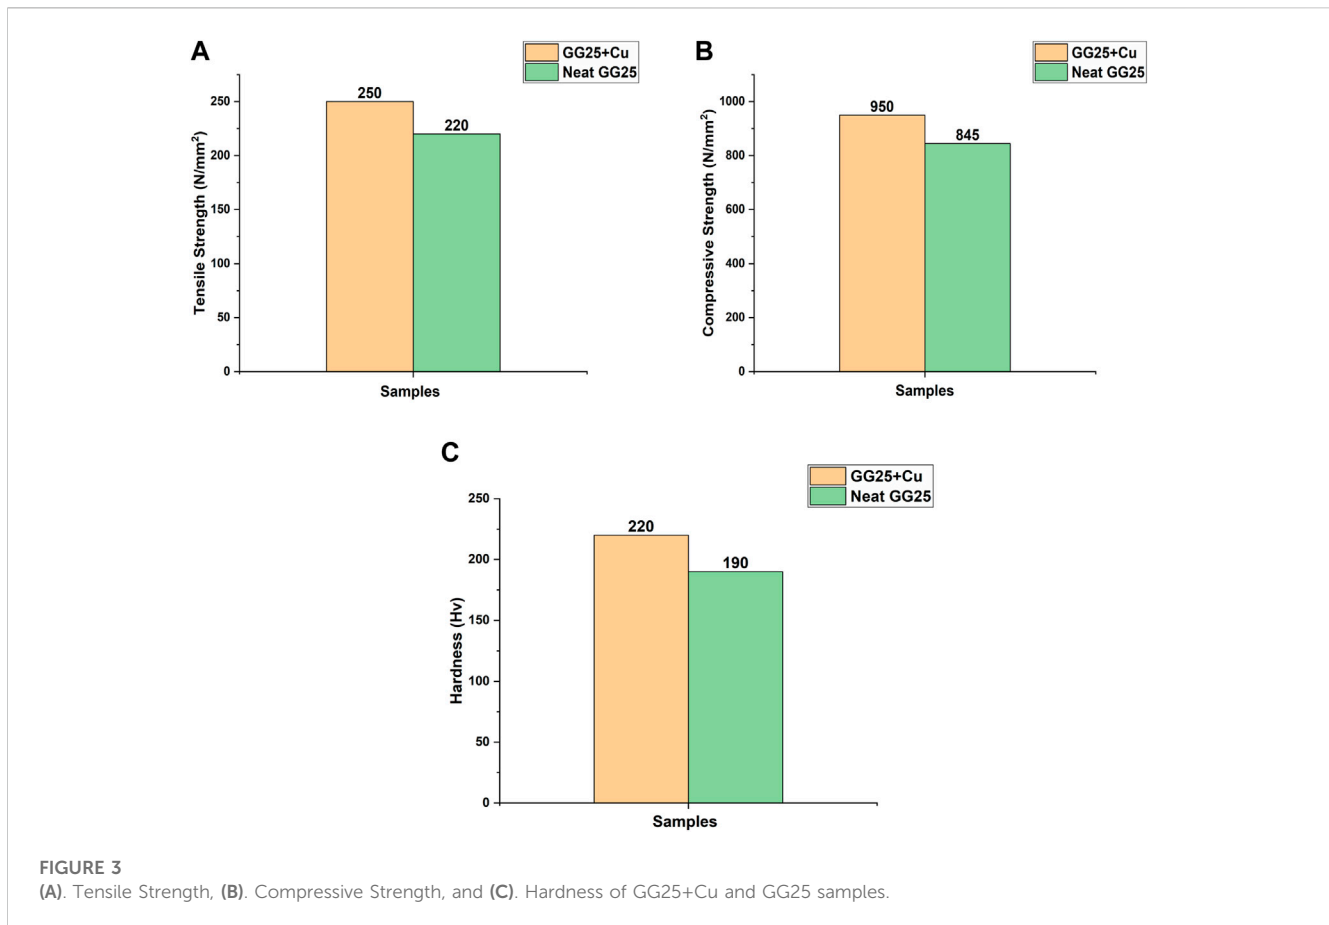 A
GG25+Cu
Neat GG25
250
220
250
200
150
100
50
0
Tensile Strength (N/mm²)
Samples
B
GG25+Cu
Neat GG25
950
845
1000
800
600
400
200
0
Compressive Strength (N/mm²)
Samples
C
GG25+Cu
Neat GG25
220
190
250
200
150
100
50
0
Hardness (Hv)
Samples
FIGURE 3
(A). Tensile Strength, (B). Compressive Strength, and (C). Hardness of GG25+Cu and GG25 samples.